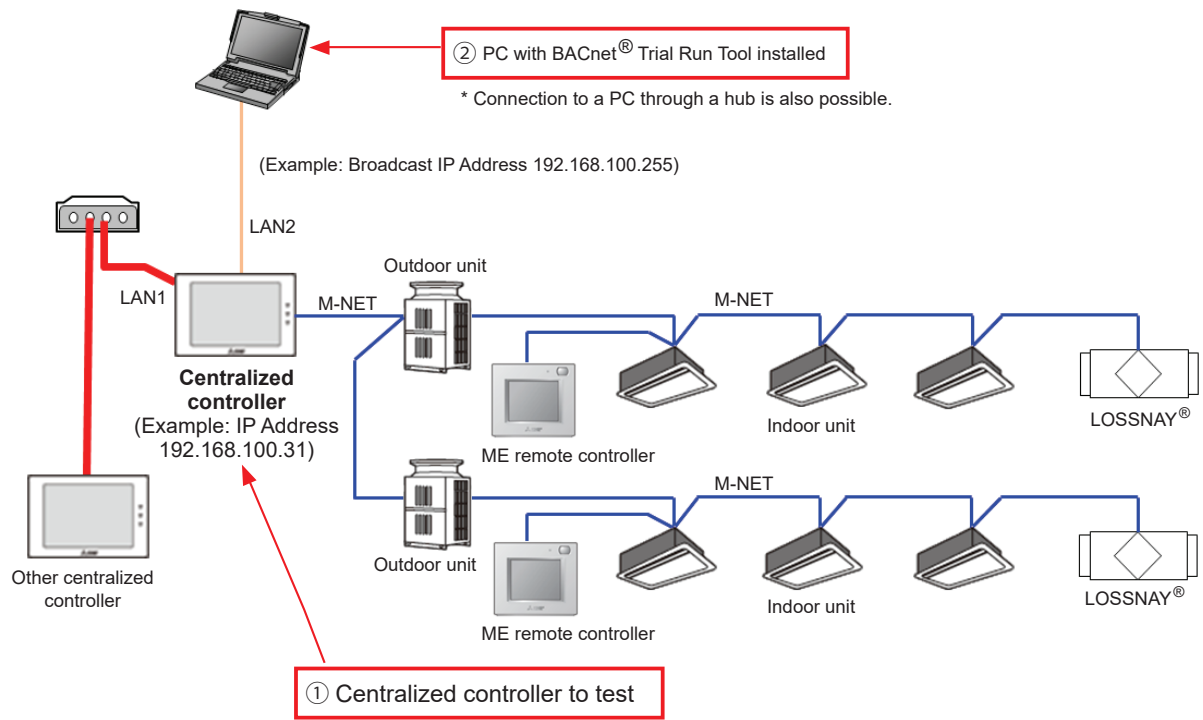 ② PC with BACnet® Trial Run Tool installed
* Connection to a PC through a hub is also possible.
(Example: Broadcast IP Address 192.168.100.255)
LAN2
LAN1
Outdoor unit
M-NET
M-NET
Centralized
controller
(Example: IP Address
192.168.100.31)
ME remote controller
Indoor unit
LOSSNAY®
M-NET
Outdoor unit
Other centralized
controller
ME remote controller
Indoor unit
LOSSNAY®
① Centralized controller to test